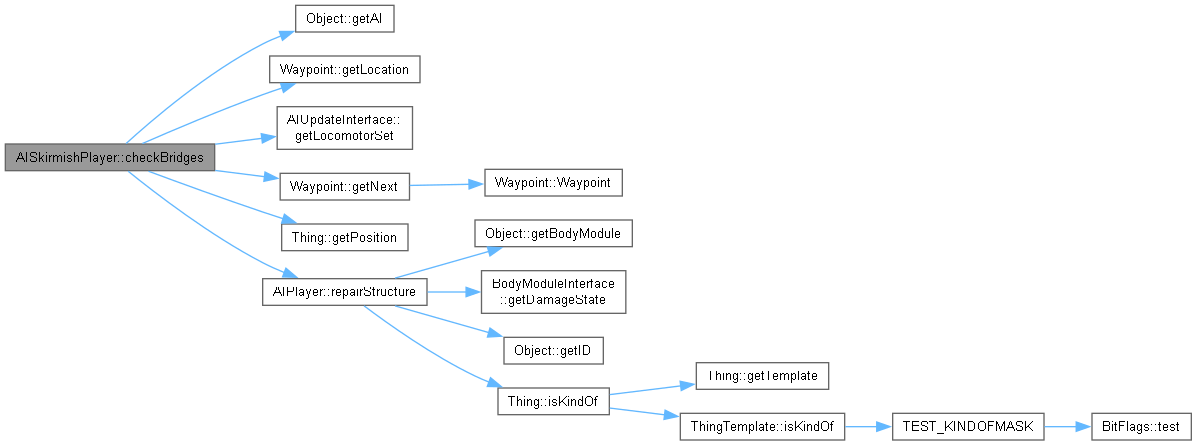 Object::getAI
Waypoint::getLocation
AIUpdateInterface::
getLocomotorSet
AISkirmishPlayer::checkBridges
Waypoint::getNext
Waypoint::Waypoint
Thing::getPosition
Object::getBodyModule
AIPlayer::repairStructure
BodyModuleInterface
::getDamageState
Object::getID
Thing::isKindOf
Thing::getTemplate
ThingTemplate::isKindOf
TEST_KINDOFMASK
BitFlags::test